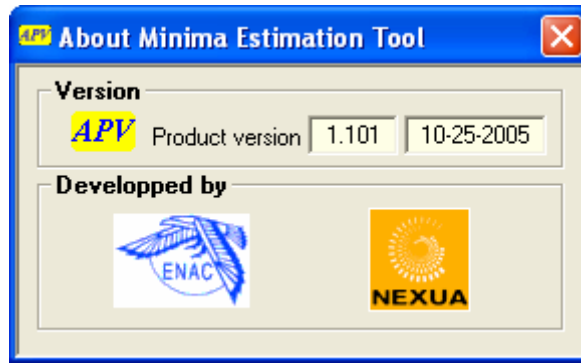 APV About Minima Estimation Tool
Version
APV Product version 1.101 10-25-2005
Developped by
ENAC
NEXUA